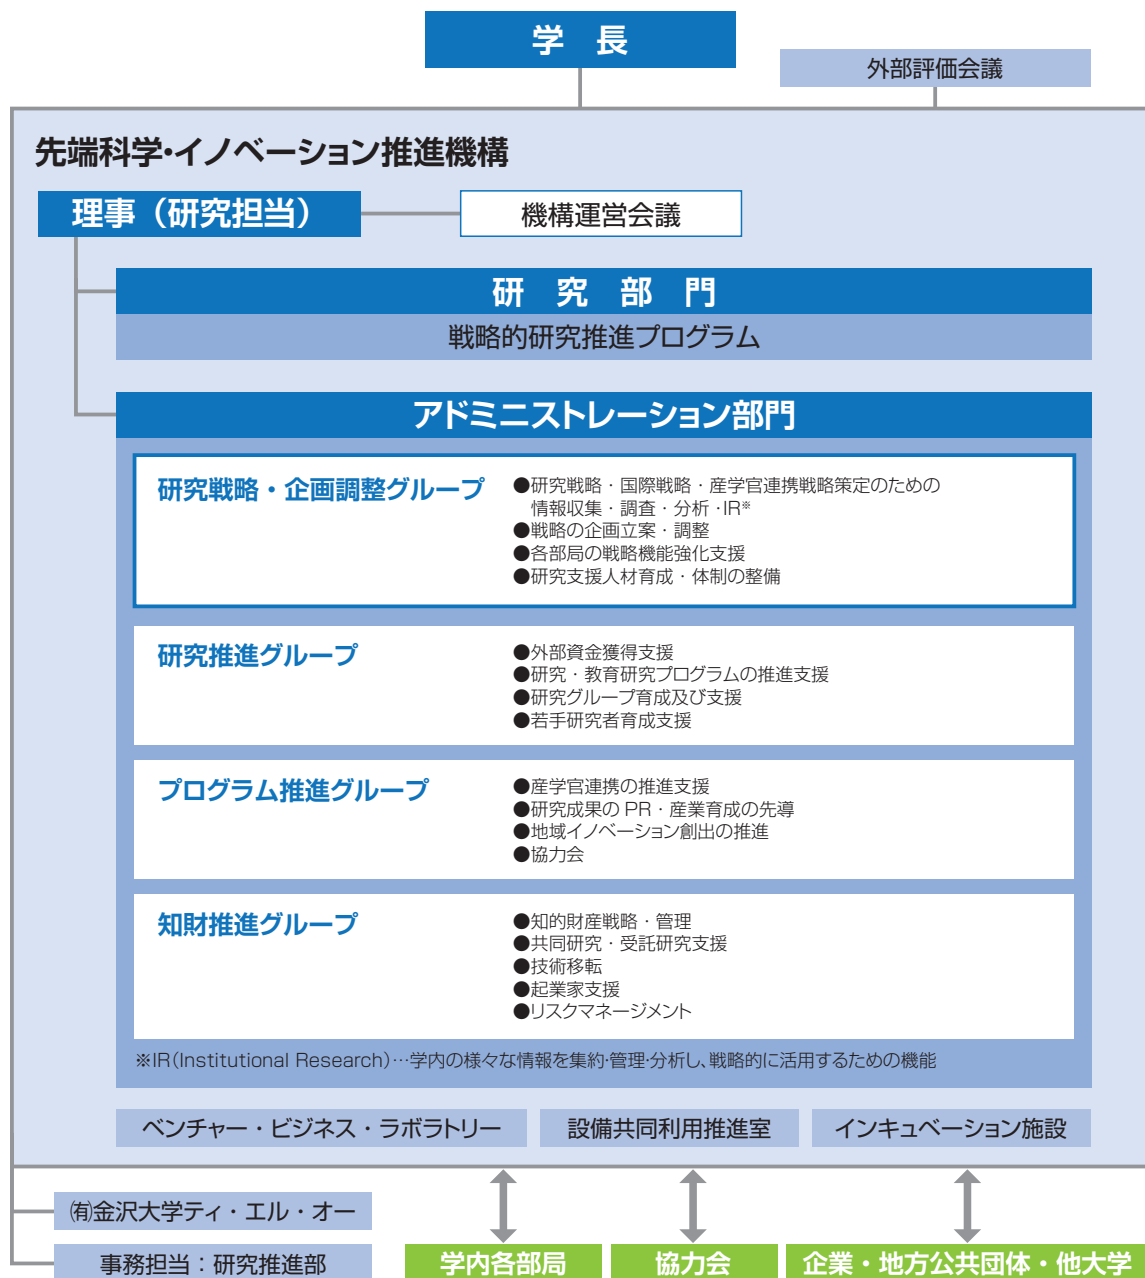 学 長
外部評価会議
先端科学・イノベーション推進機構
理事（研究担当）
機構運営会議
研 究 部 門
戦略的研究推進プログラム
アドミニストレーション部門
研究戦略・企画調整グループ
●研究戦略・国際戦略・産学官連携戦略策定のための
情報収集・調査・分析・IR※
●戦略の企画立案・調整
●各部局の戦略機能強化支援
●研究支援人材育成・体制の整備
研究推進グループ
●外部資金獲得支援
●研究・教育研究プログラムの推進支援
●研究グループ育成及び支援
●若手研究者育成支援
プログラム推進グループ
●産学官連携の推進支援
●研究成果の PR・産業育成の先導
●地域イノベーション創出の推進
●協力会
知財推進グループ
●知的財産戦略・管理
●共同研究・受託研究支援
●技術移転
●起業家支援
●リスクマネージメント
※IR（Institutional Research）…学内の様々な情報を集約・管理・分析し、戦略的に活用するための機能
ベンチャー・ビジネス・ラボラトリー
設備共同利用推進室
インキュベーション施設
㈲金沢大学ティ・エル・オー
事務担当：研究推進部
学内各部局
協力会
企業・地方公共団体・他大学